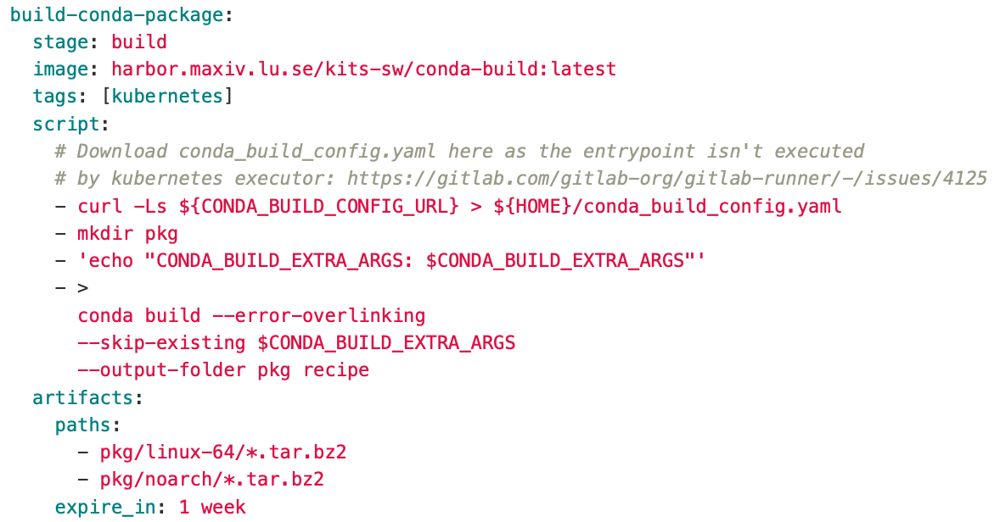 build-conda-package:
  stage: build
  image: harbor.maxiv.lu.se/kits-sw/conda-build:latest
  tags: [kubernetes]
  script:
    # Download conda_build_config.yaml here as the entrypoint isn't executed
    # by kubernetes executor: https://gitlab.com/gitlab-org/gitlab-runner/-/issues/4125
    - curl -Ls ${CONDA_BUILD_CONFIG_URL} > ${HOME}/conda_build_config.yaml
    - mkdir pkg
    - 'echo "CONDA_BUILD_EXTRA_ARGS: $CONDA_BUILD_EXTRA_ARGS"'
    - >
      conda build --error-overlinking
      --skip-existing $CONDA_BUILD_EXTRA_ARGS
      --output-folder pkg recipe
  artifacts:
    paths:
      - pkg/linux-64/*.tar.bz2
      - pkg/noarch/*.tar.bz2
    expire_in: 1 week